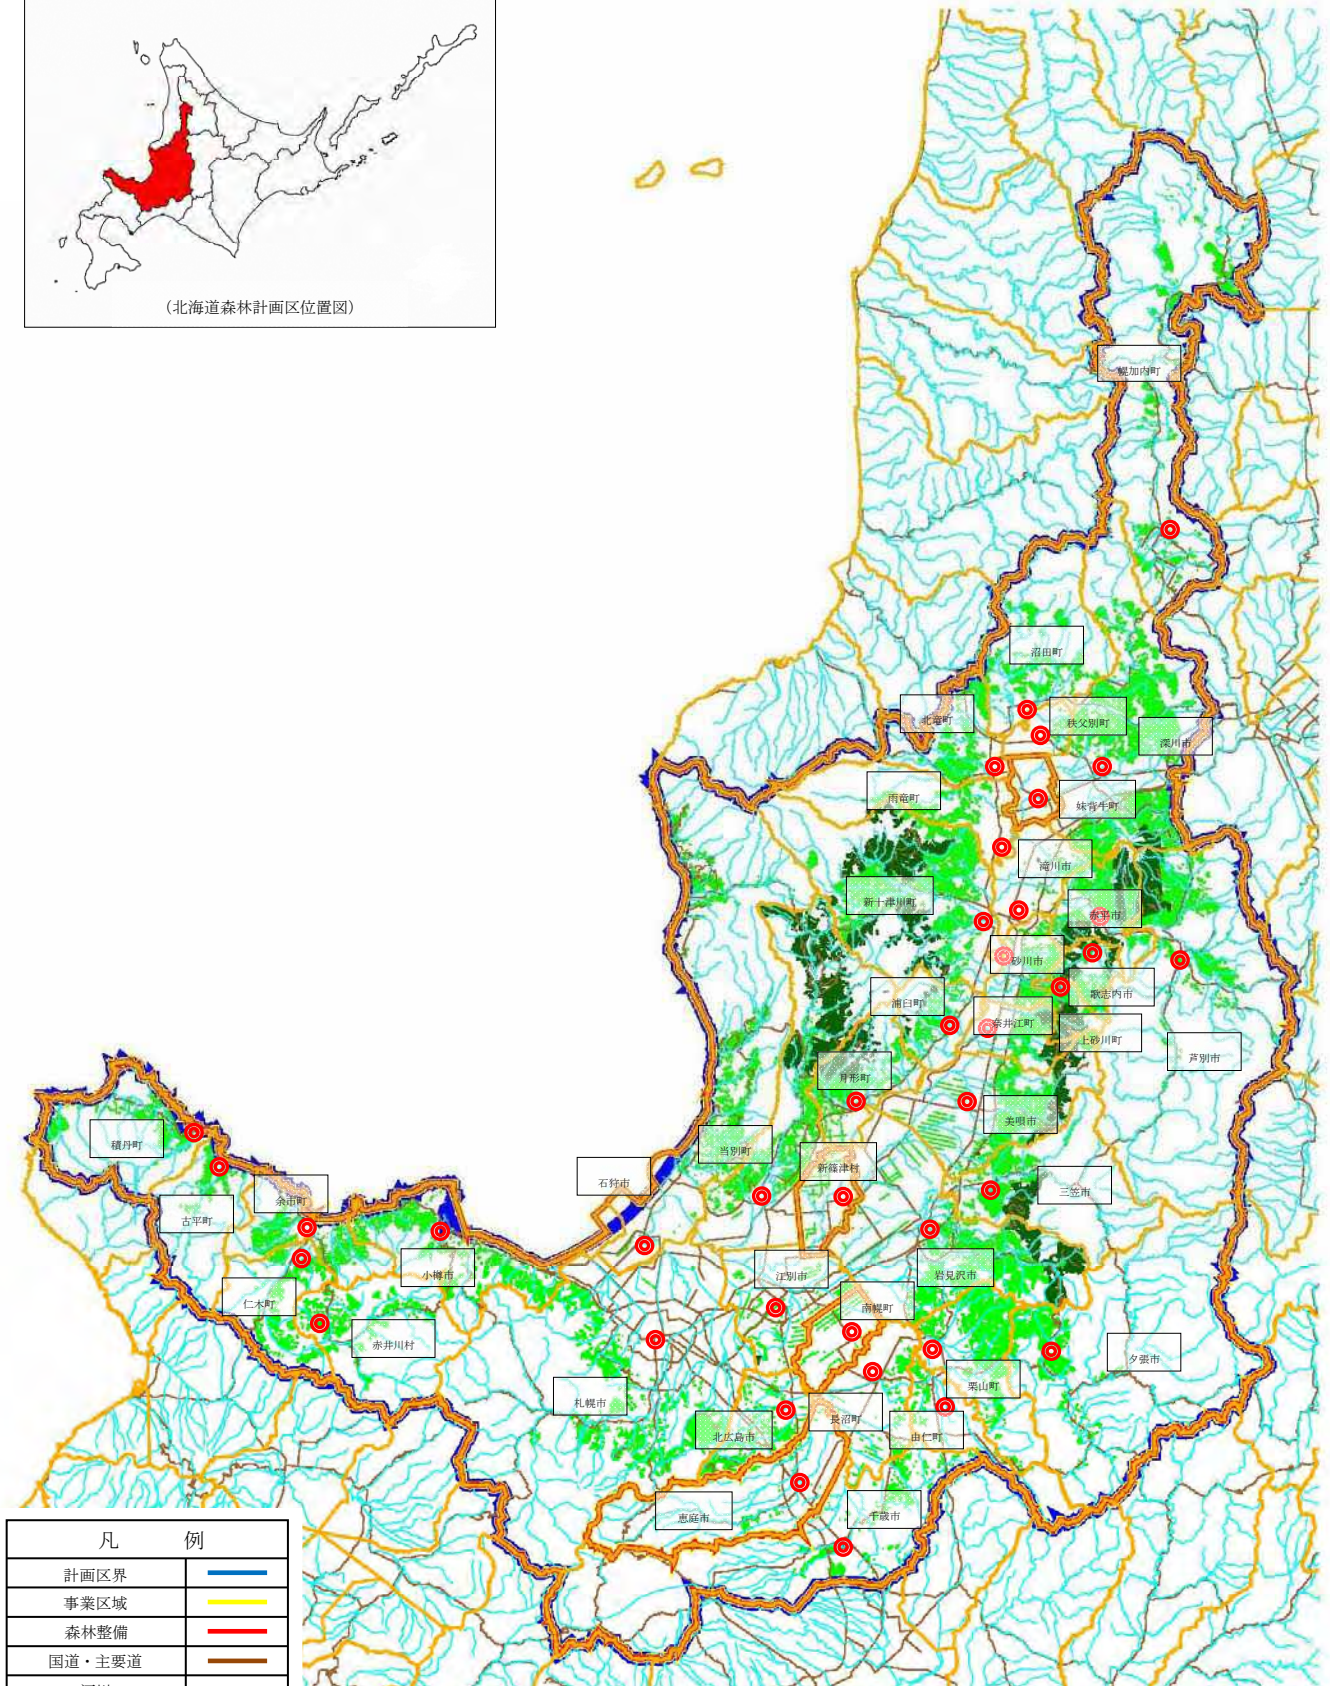 (北海道森林計画区位置図)
幌加内町
沼田町
北竜町
秩父別町
深川市
雨竜町
妹背牛町
滝川市
新十津川町
赤平市
砂川市
歌志内市
浦臼町
奈井江町
上砂川町
芦別市
月形町
美唄市
積丹町
当別町
新篠津村
石狩市
三笠市
余市町
古平町
小樽市
江別市
岩見沢市
仁木町
南幌町
赤井川村
夕張市
栗山町
札幌市
長沼町
北広島市
由仁町
恵庭市
千歳市
凡 例
計画区界
事業区域
森林整備
国道・主要道